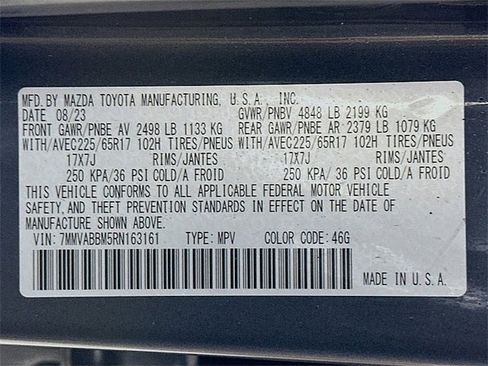 MFD. BY MAZDA TOYOTA MANUFACTURING, U.S.A., INC.
DATE 08/23 GVWR/PNBV 4848 LB 2199 KG
FRONT GAWR/PNBE AV 2498 LB 1133 KG REAR GAWR/PNBE AR 2379 LB 1079 KG
WITH/AVEC225/65R17 102H TIRES/PNEUS WITH/AVEC225/65R17 102H TIRES/PNEUS
17X7J RIMS/JANTES 17X7J RIMS/JANTES
250 KPA/36 PSI COLD/A FROID 250 KPA/36 PSI COLD/A FROID
THIS VEHICLE CONFORMS TO ALL APPLICABLE FEDERAL MOTOR VEHICLE
SAFETY, AND THEFT PREVENTION STANDARDS IN EFFECT ON THE DATE OF
MANUFACTURE SHOWN ABOVE.
VIN: 7MMVABBM5RN163161 TYPE: MPV COLOR CODE: 46G
MADE IN U.S.A.